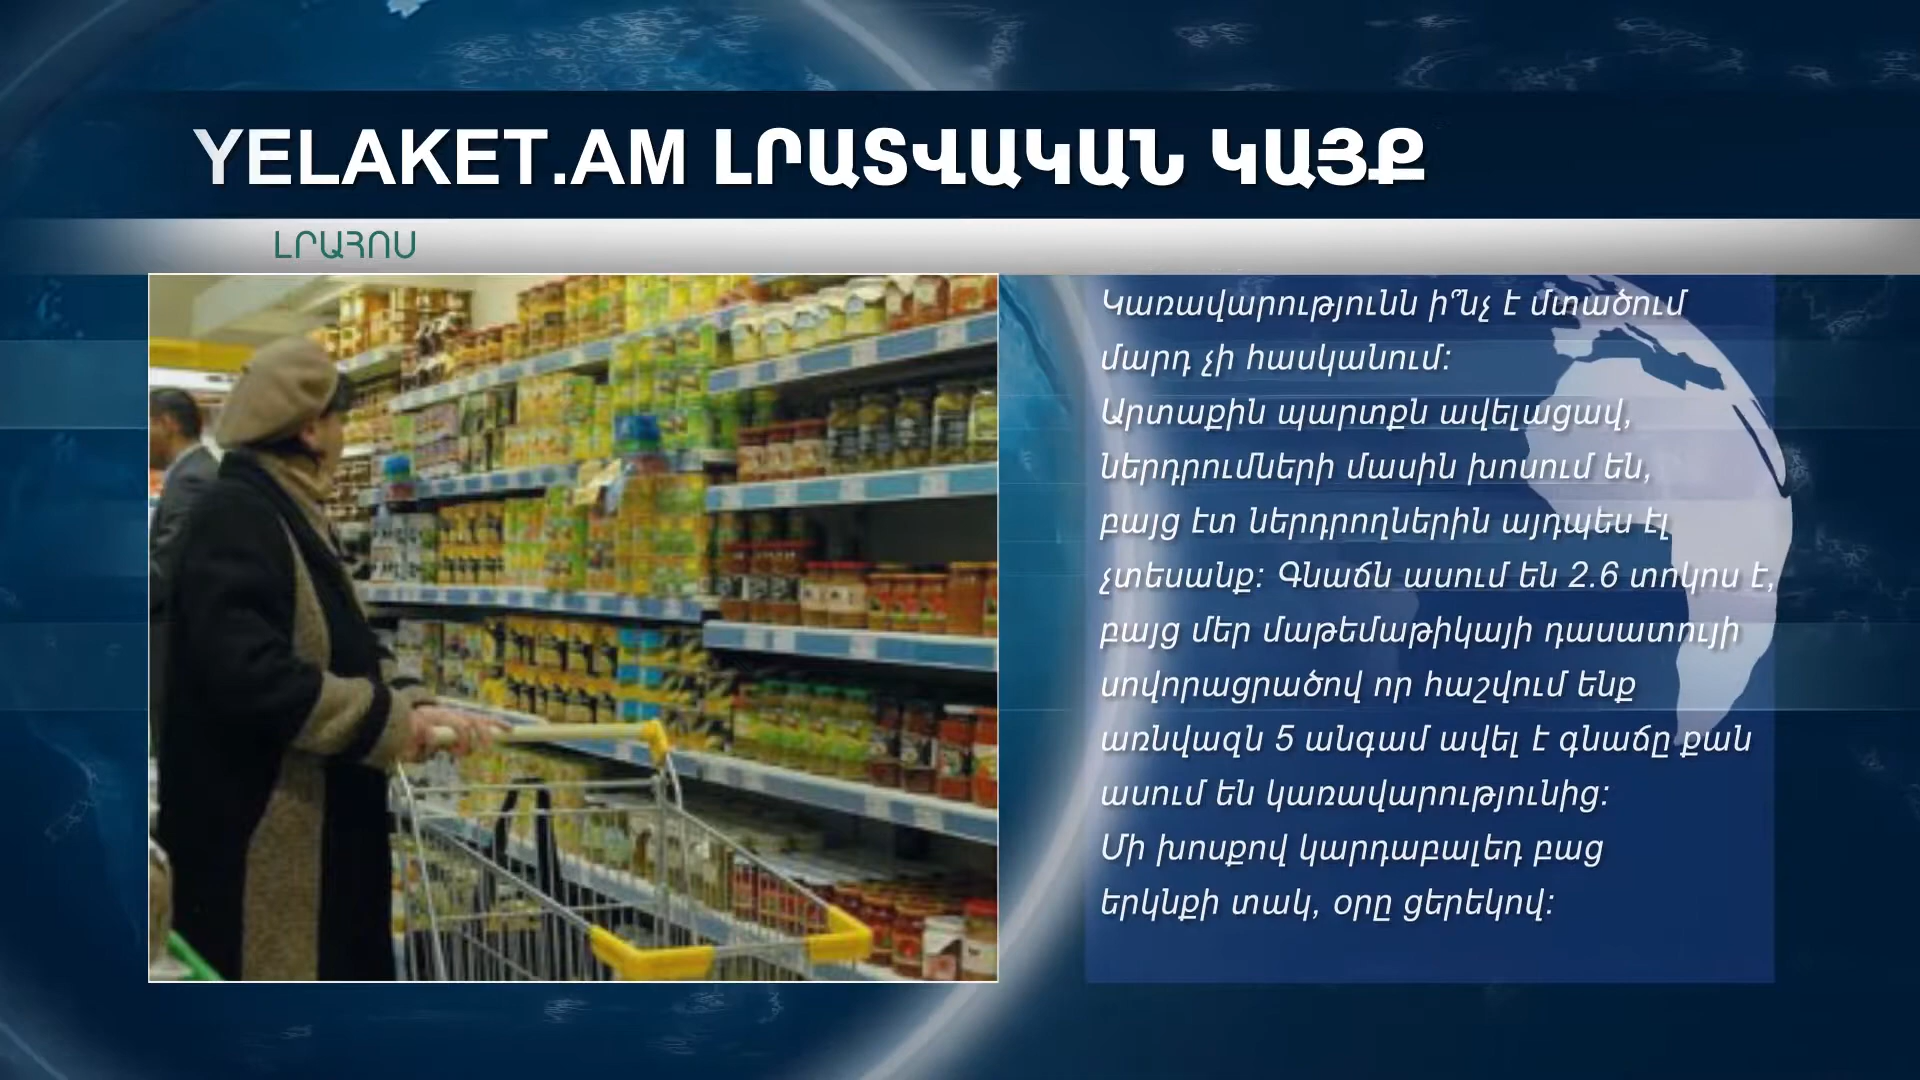 YELAKET.AM ԼՐԱՏՎԱԿԱՆ ԿԱՅՔ
ԼՐԱՀՈՍ
Կառավարությունն ի՞նչ է մտածում
մարդ չի հասկանում:
Արտաքին պարտքն ավելացավ,
ներդրումների մասին խոսում են,
բայց էտ ներդրողներին այդպես էլ
չտեսանք: Գնաճն ասում են 2.6 տոկոս է,
բայց մեր մաթեմաթիկայի դասատույի
սովորացրածով որ հաշվում ենք
առնվազն 5 անգամ ավել է գնաճը քան
ասում են կառավարությունից:
Մի խոսքով կարդաբալեդ բաց
երկնքի տակ, օրը ցերեկով: